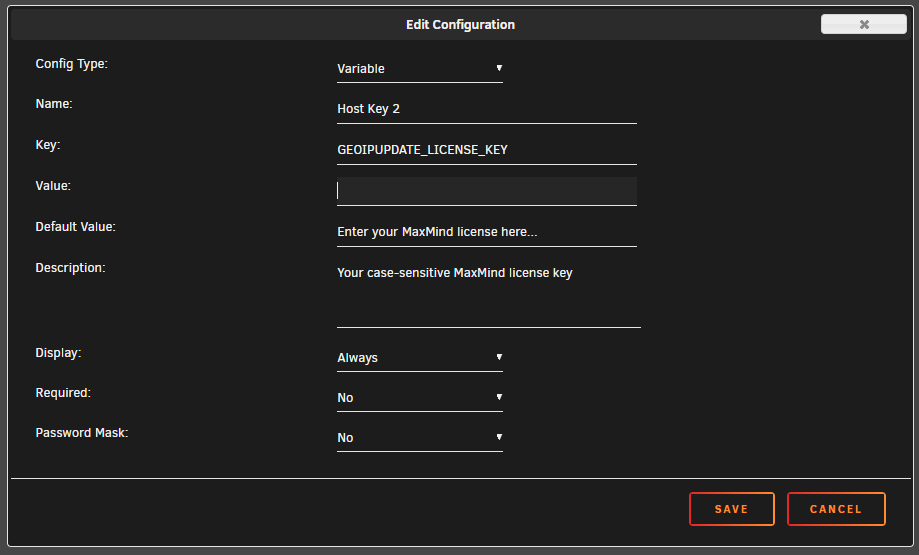 Edit Configuration
Config Type:
Variable
Name:
Host Key 2
Key:
GEOIPUPDATE_LICENSE_KEY
Value:
Default Value:
Enter your MaxMind license here...
Description:
Your case-sensitive MaxMind license key
Display:
Always
Required:
No
Password Mask:
No
SAVE
CANCEL